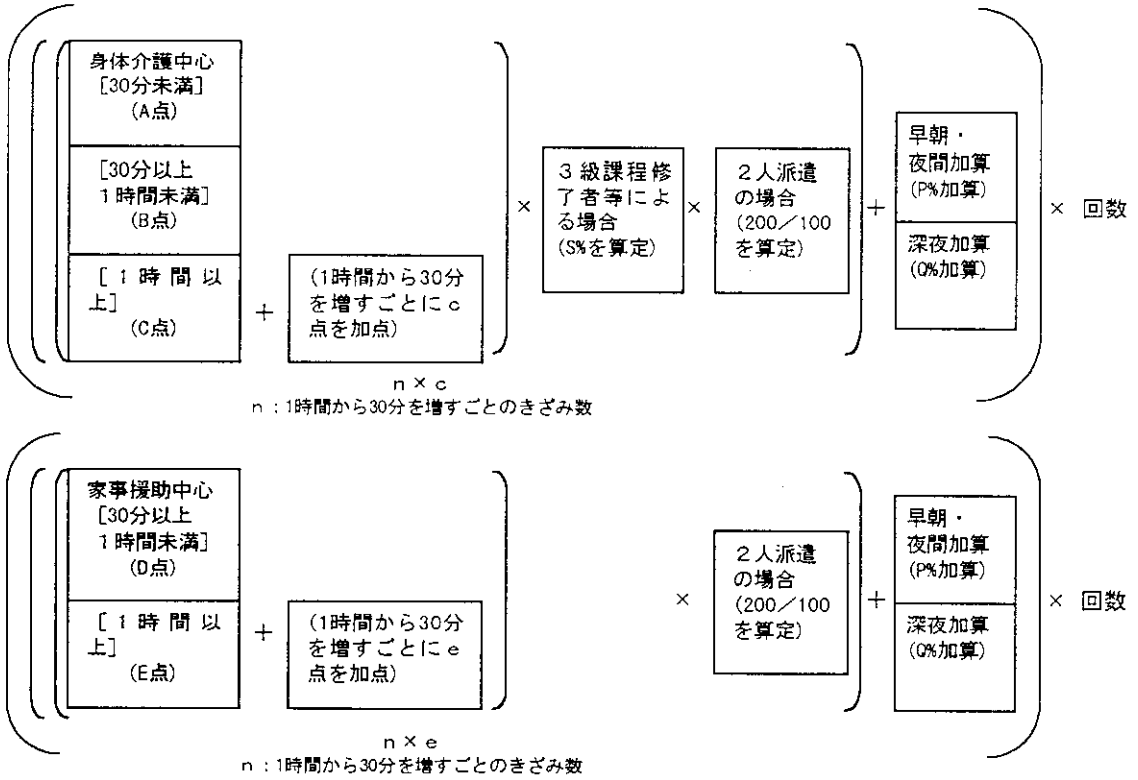 身体介護中心
[30分未満]
(A点)
[30分以上
1時間未満]
(B点)
[1時間以
上]
(C点)
+
(1時間から30分
を増すごとにc
点を加点)
×
3級課程修
了者等によ
る場合
(S%を算定)
×
2人派遣
の場合
(200/100
を算定)
+
早朝・
夜間加算
(P%加算)
深夜加算
(Q%加算)
× 回数
n×c
n:1時間から30分を増すごとのきざみ数
家事援助中心
[30分以上
1時間未満]
(D点)
[1時間以
上]
(E点)
+
(1時間から30分
を増すごとにe
点を加点)
×
2人派遣
の場合
(200/100
を算定)
+
早朝・
夜間加算
(P%加算)
深夜加算
(Q%加算)
× 回数
n×e
n:1時間から30分を増すごとのきざみ数